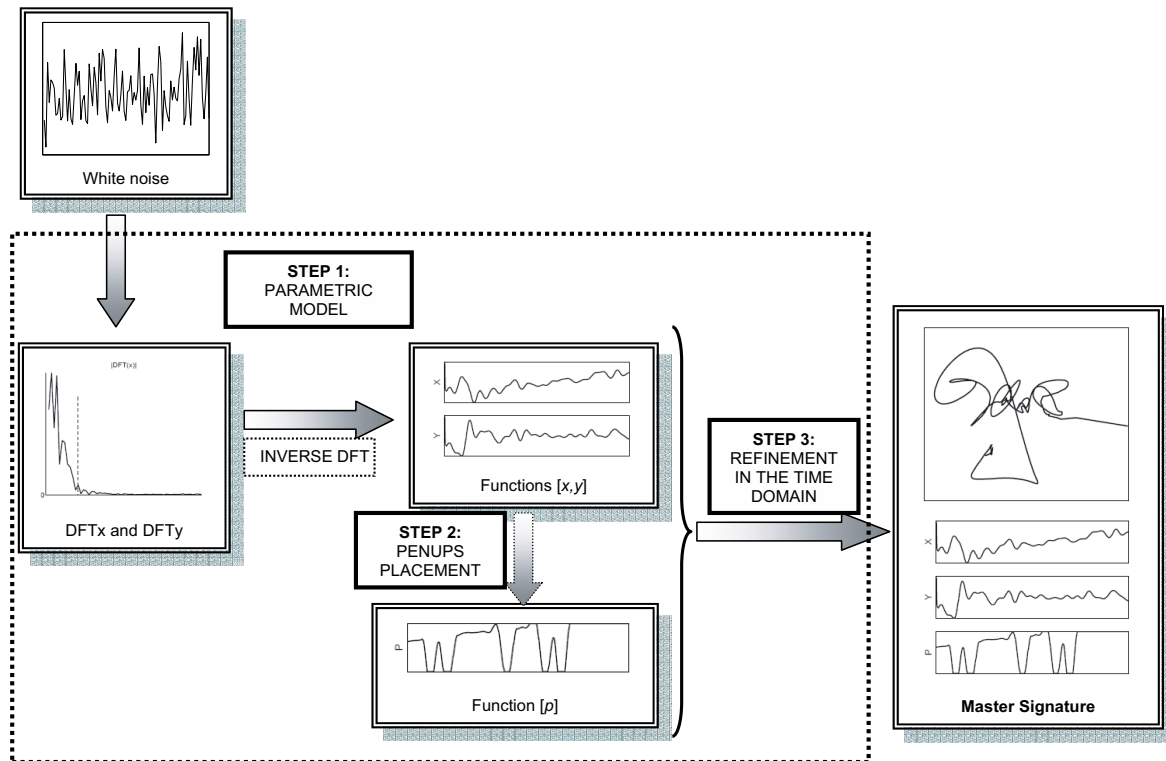 White noise
STEP 1:
PARAMETRIC
MODEL
|DFT(x)|
0
DFTx and DFTy
INVERSE DFT
X
Y
Functions [x,y]
STEP 2:
PENUPS
PLACEMENT
P
Function [p]
STEP 3:
REFINEMENT
IN THE TIME
DOMAIN
X
Y
P
Master Signature